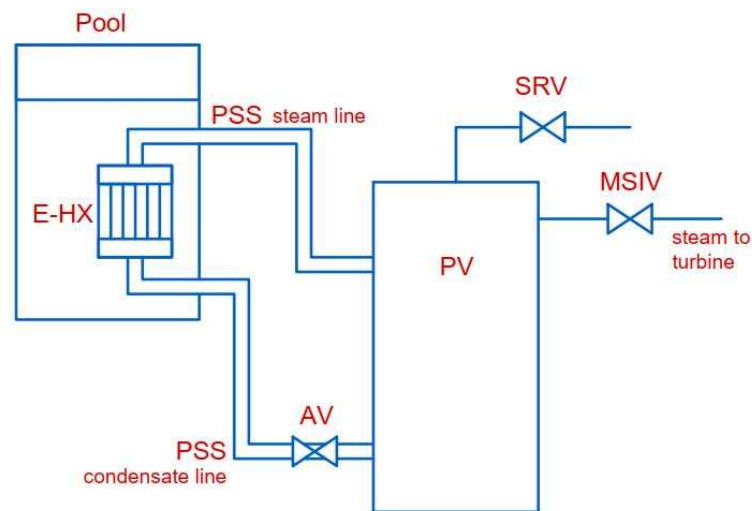 Pool
SRV
PSS steam line
MSIV
E-HX
steam to
turbine
PV
AV
PSS
condensate line